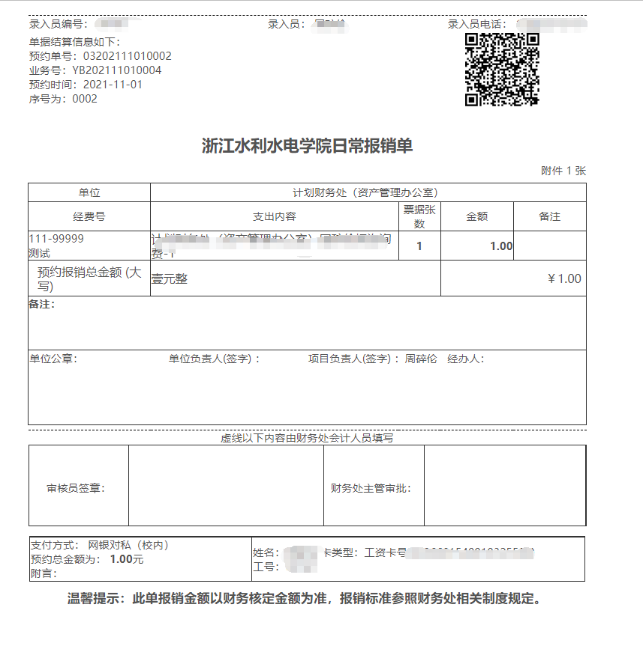 录入员编号： 录入员： 录入员电话：
单据结算信息如下：
预约单号：03202111010002
业务号：YB202111010004
预约时间：2021-11-01
序号为：0002
浙江水利水电学院日常报销单
附件 1 张
单位 计划财务处（资产管理办公室）
经费号 支出内容 票据张数 金额 备注
111-99999
测试
费-1
1 1.00
预约报销总金额 (大写) 壹元整 ￥1.00
备注：
单位公章： 单位负责人(签字) ： 项目负责人(签字) ：周 伦 经办人：
虚线以下内容由财务处会计人员填写
审核员签章： 财务处主管审批：
支付方式： 网银对私（校内）
预约总金额为： 1.00元
附言：
姓名： 卡类型： 工资卡号
工号：
温馨提示：此单报销金额以财务核定金额为准，报销标准参照财务处相关制度规定。